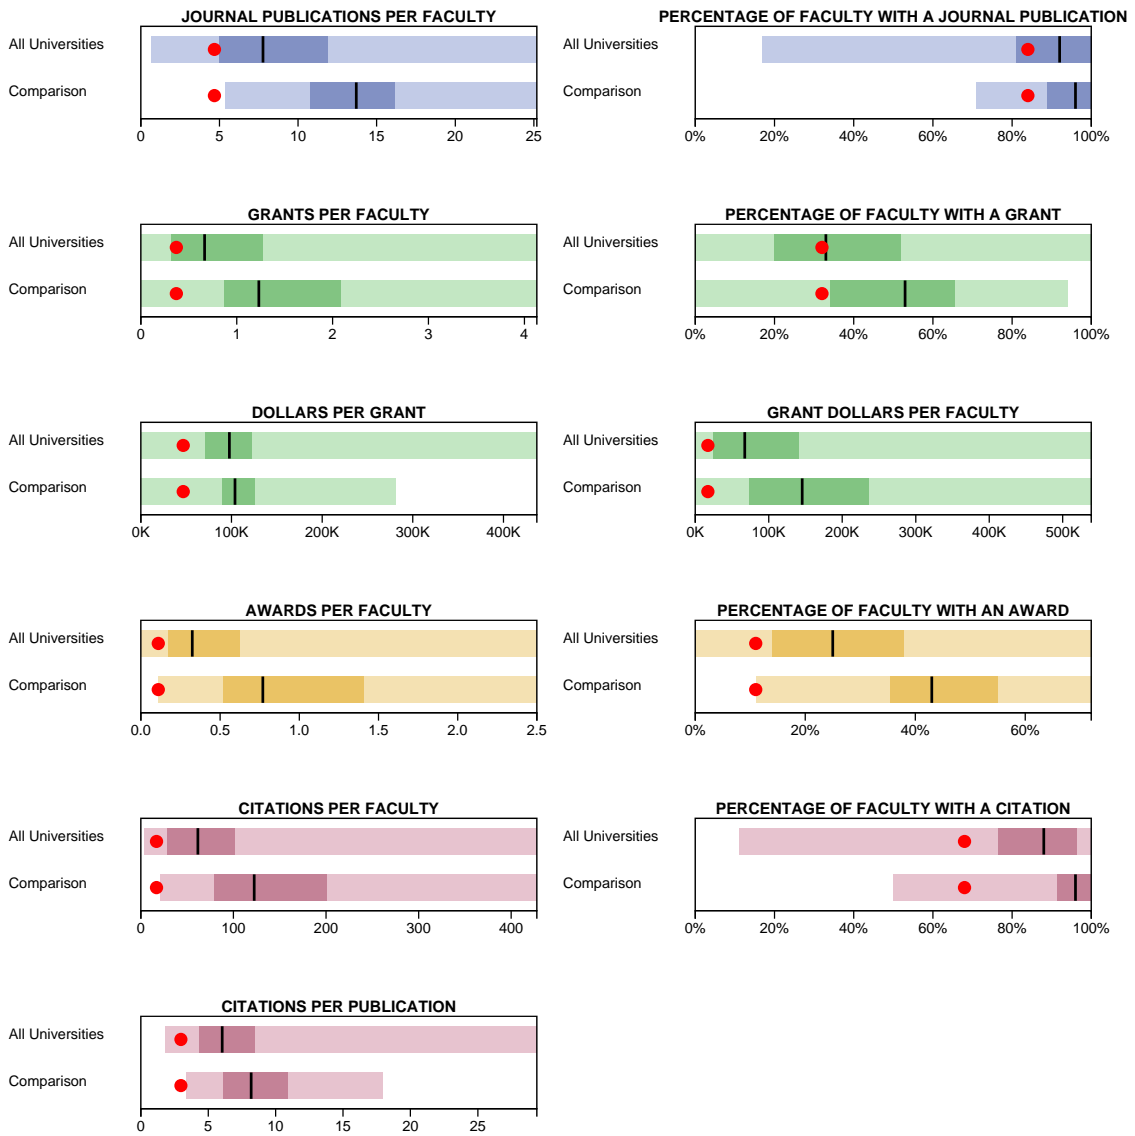 JOURNAL PUBLICATIONS PER FACULTY
All Universities
Comparison
0 5 10 15 20 25
PERCENTAGE OF FACULTY WITH A JOURNAL PUBLICATION
All Universities
Comparison
0% 20% 40% 60% 80% 100%
GRANTS PER FACULTY
All Universities
Comparison
0 1 2 3 4
PERCENTAGE OF FACULTY WITH A GRANT
All Universities
Comparison
0% 20% 40% 60% 80% 100%
DOLLARS PER GRANT
All Universities
Comparison
0K 100K 200K 300K 400K
GRANT DOLLARS PER FACULTY
All Universities
Comparison
0K 100K 200K 300K 400K 500K
AWARDS PER FACULTY
All Universities
Comparison
0.0 0.5 1.0 1.5 2.0 2.5
PERCENTAGE OF FACULTY WITH AN AWARD
All Universities
Comparison
0% 20% 40% 60%
CITATIONS PER FACULTY
All Universities
Comparison
0 100 200 300 400
PERCENTAGE OF FACULTY WITH A CITATION
All Universities
Comparison
0% 20% 40% 60% 80% 100%
CITATIONS PER PUBLICATION
All Universities
Comparison
0 5 10 15 20 25